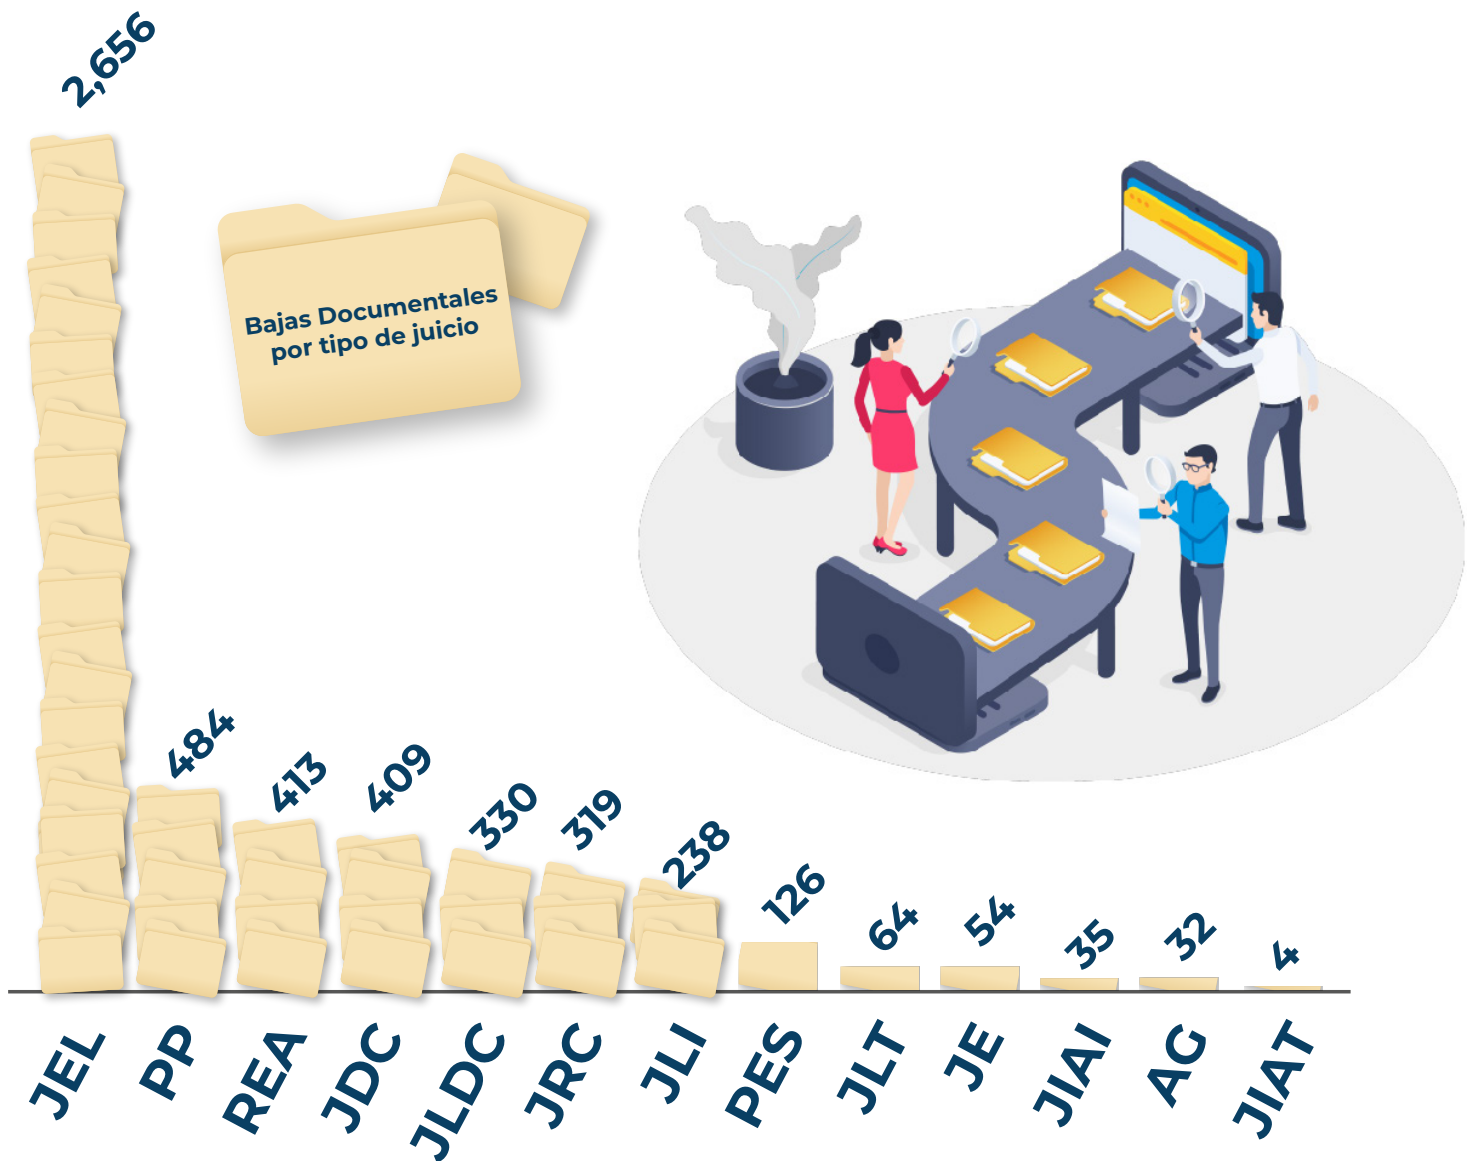 2,656
Bajas Documentales
por tipo de juicio
484
413
409
330
319
238
126
64
54
35
32
4
JEL
PP
REA
JDC
JLDC
JRC
JLI
PES
JLT
JE
JIAI
AG
JIAT